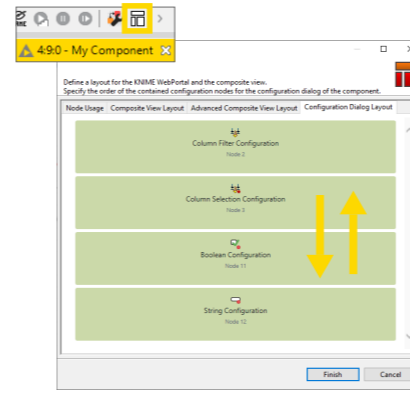 4:9:0 - My Component
Define a layout for the KNIME WebPortal and the composite view.
Specify the order of the contained configuration nodes for the configuration dialog of the component.
Node Usage Composite View Layout Advanced Composite View Layout Configuration Dialog Layout
Column Filter Configuration
Node 2
Column Selection Configuration
Boolean Configuration
Node 11
String Configuration
Node 12
Finish Cancel